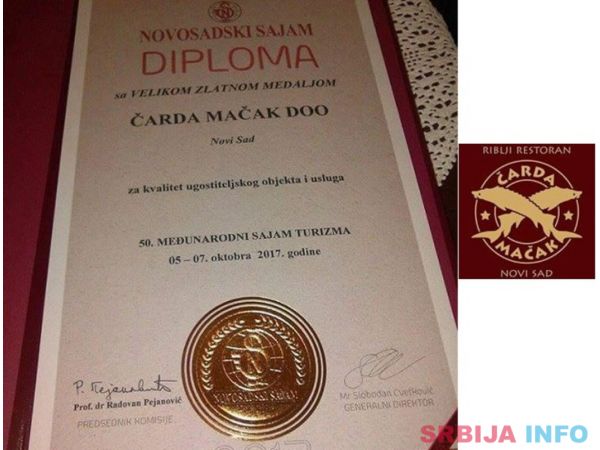 NOVOSADSKI SAJAM
DIPLOMA
sa VELIKOM ZLATNOM MEDALJOM
ČARDA MAČAK DOO
Novi Sad
za kvalitet ugostiteljskog objekta i usluga
50. MEĐUNARODNI SAJAM TURIZMA
05 – 07. oktobra 2017. godine
NOVOSADSKI SAJAM
Prof. dr Radovan Pejanović
PREDSEDNIK KOMISIJE
Mr Slobodan Cvetković
GENERALNI DIREKTOR
2017
RIBLJI RESTORAN
ČARDA
MAČAK
NOVI SAD
SRBIJA INFO